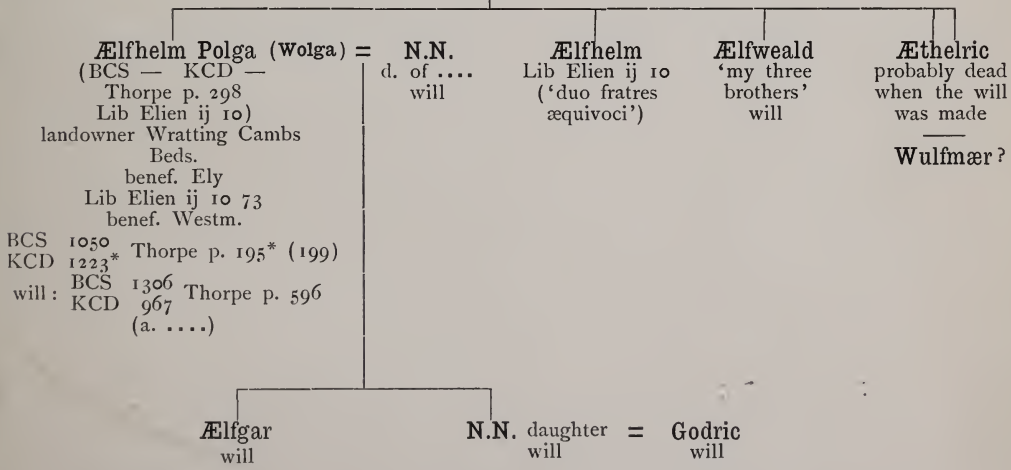 Ælfhelm Polga (Wolga) = N.N.
(BCS — KCD —
Thorpe p. 298
Lib Elien ij 10)
landowner Wratting Cambs
Beds.
benef. Ely
Lib Elien ij 10 73
benef. Westm.
BCS 1050
KCD 1223* Thorpe p. 195* (199)
will: BCS 1306
KCD 967 Thorpe p. 596
(a. ....)
d. of ....
will
Ælfhelm
Lib Elien ij 10
('duo fratres
æquivoci')
Ælfweald
'my three
brothers'
will
Æthelric
probably dead
when the will
was made
Wulfmær?
Ælfgar
will
N.N. daughter = Godric
will will